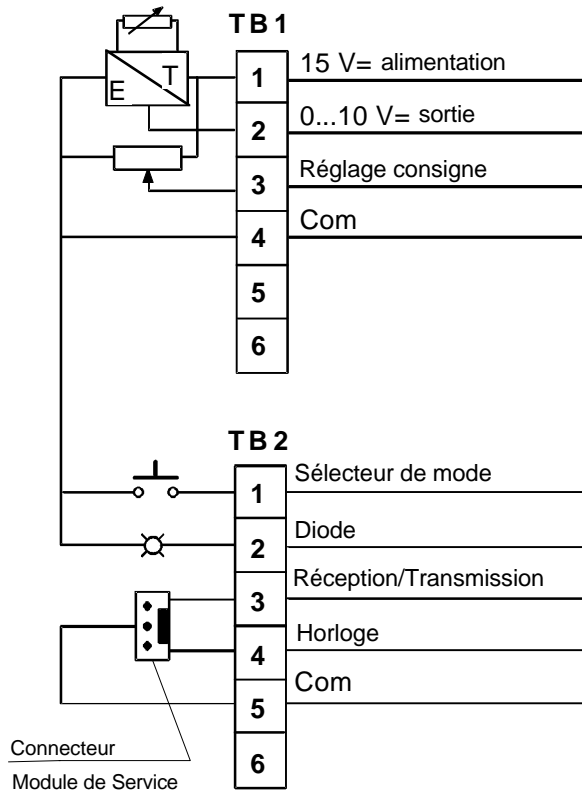 TB1
E T
1 15 V= alimentation
2 0...10 V= sortie
3 Réglage consigne
4 Com
5
6
TB2
1 Sélecteur de mode
2 Diode
3 Réception/Transmission
4 Horloge
5 Com
6
Connecteur
Module de Service